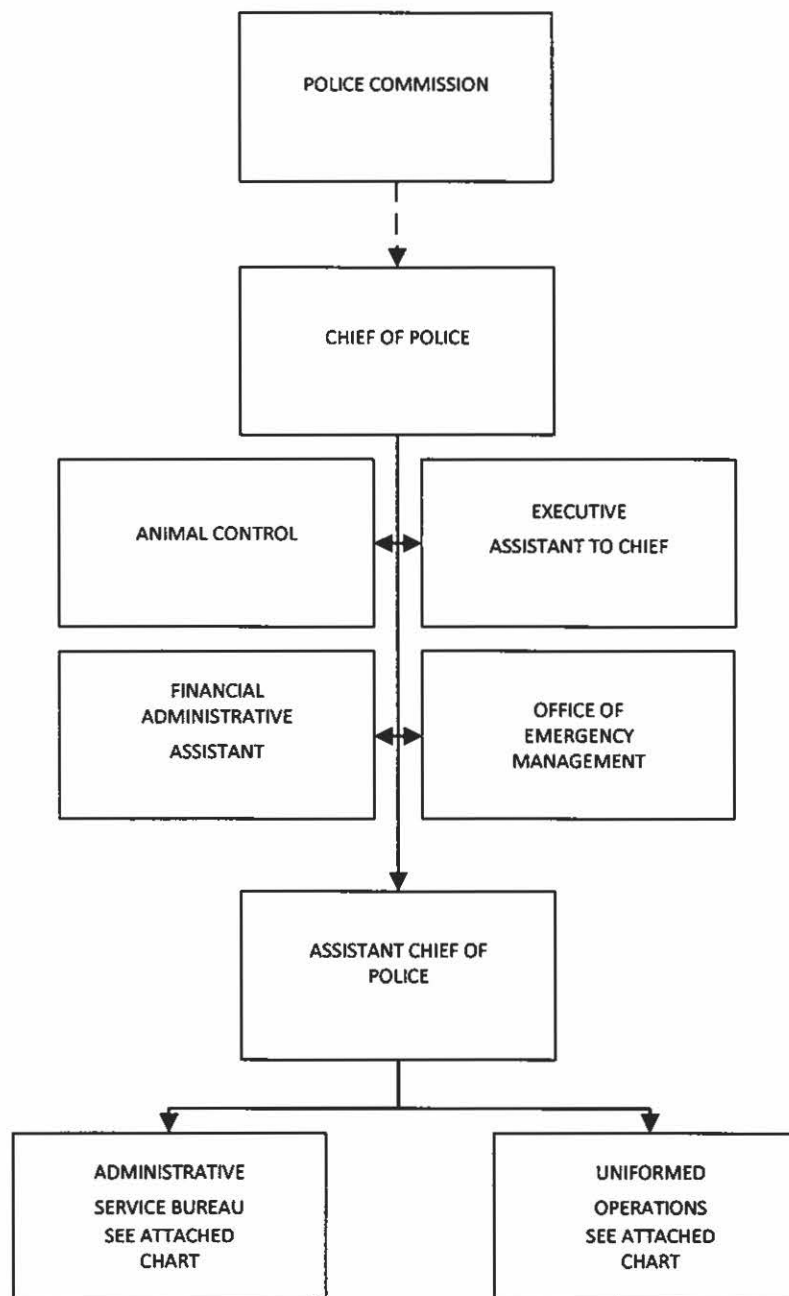 POLICE COMMISSION
CHIEF OF POLICE
ANIMAL CONTROL
EXECUTIVE
ASSISTANT TO CHIEF
FINANCIAL
ADMINISTRATIVE
ASSISTANT
OFFICE OF
EMERGENCY
MANAGEMENT
ASSISTANT CHIEF OF
POLICE
ADMINISTRATIVE
SERVICE BUREAU
SEE ATTACHED
CHART
UNIFORMED
OPERATIONS
SEE ATTACHED
CHART